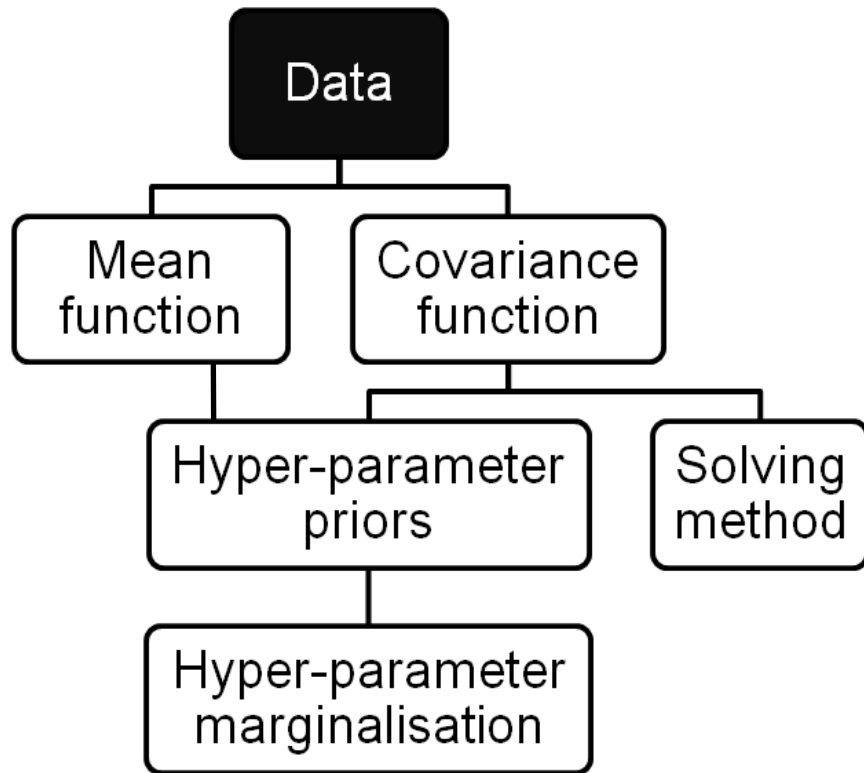 Data
Mean
function
Covariance
function
Hyper-parameter
priors
Solving
method
Hyper-parameter
marginalisation